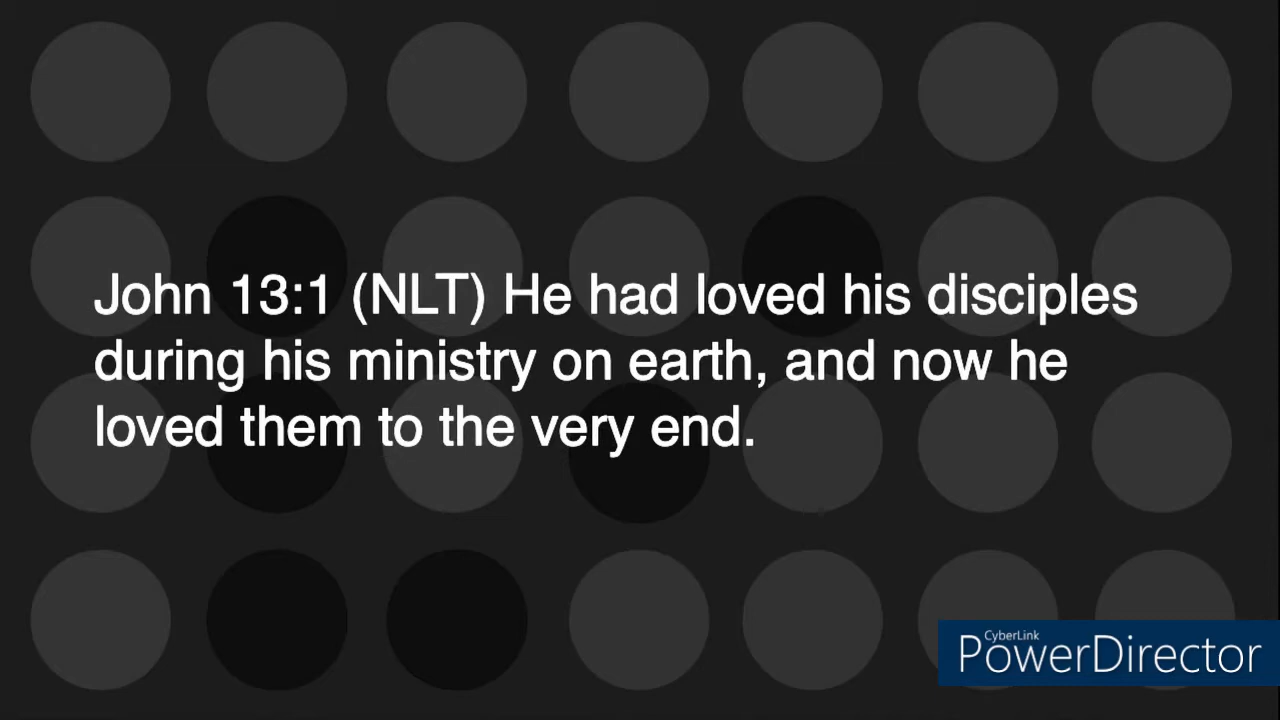 John 13:1 (NLT) He had loved his disciples
during his ministry on earth, and now he
loved them to the very end.
CyberLink
PowerDirector